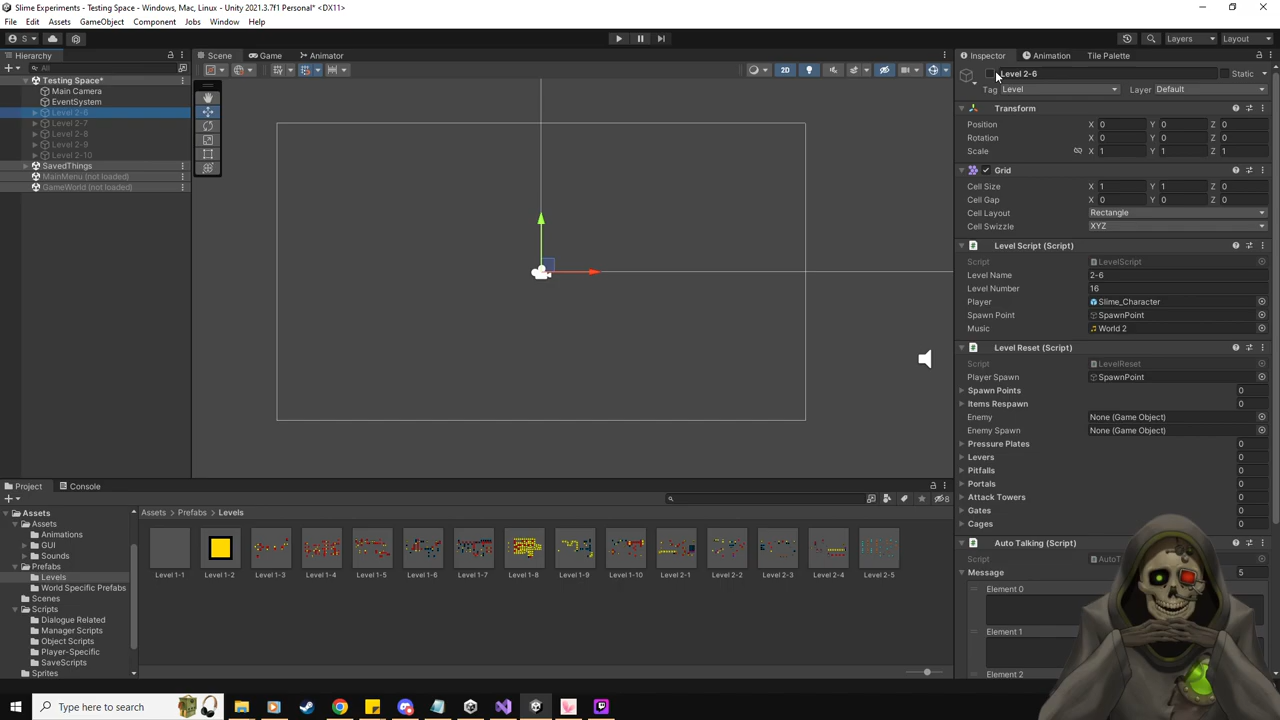 Slime Experiments - Testing Space - Windows, Mac, Linux - Unity 2021.3.7f1 Personal* <DX11>
File Edit Assets GameObject Component Jobs Window Help
S Layers Layout
Hierarchy Scene Game Animator Inspector Animation Tile Palette
All
2D
Testing Space*
Main Camera
EventSystem
Level 2-6
Level 2-7
Level 2-8
Level 2-9
Level 2-10
SavedThings
MainMenu (not loaded)
GameWorld (not loaded)
Level 2-6 Static
Tag Level Layer Default
Transform
Position X 0 Y 0 Z 0
Rotation X 0 Y 0 Z 0
Scale X 1 Y 1 Z 1
Grid
Cell Size X 1 Y 1 Z 0
Cell Gap X 0 Y 0 Z 0
Cell Layout Rectangle
Cell Swizzle XYZ
Level Script (Script)
Script LevelScript
Level Name 2-6
Level Number 16
Player Slime_Character
Spawn Point SpawnPoint
Music World 2
Level Reset (Script)
Script LevelReset
Player Spawn SpawnPoint
Spawn Points 0
Items Respawn 0
Enemy None (Game Object)
Enemy Spawn None (Game Object)
Pressure Plates 0
Levers 0
Pitfalls 0
Portals 0
Attack Towers 0
Gates 0
Cages 0
Auto Talking (Script)
Script
Message 5
Element 0
Element 1
Element 2
Project Console
8
Assets
Assets
Animations
GUI
Sounds
Prefabs
Levels
World Specific Prefabs
Scenes
Scripts
Dialogue Related
Manager Scripts
Object Scripts
Player-Specific
SaveScripts
Sprites
Assets Prefabs Levels
Level 1-1 Level 1-2 Level 1-3 Level 1-4 Level 1-5 Level 1-6 Level 1-7 Level 1-8 Level 1-9 Level 1-10 Level 2-1 Level 2-2 Level 2-3 Level 2-4 Level 2-5
Type here to search